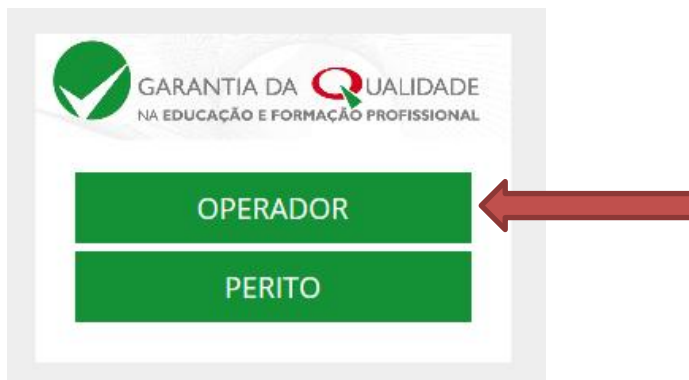 GARANTIA DA QUALIDADE
NA EDUCAÇÃO E FORMAÇÃO PROFISSIONAL
OPERADOR
PERITO